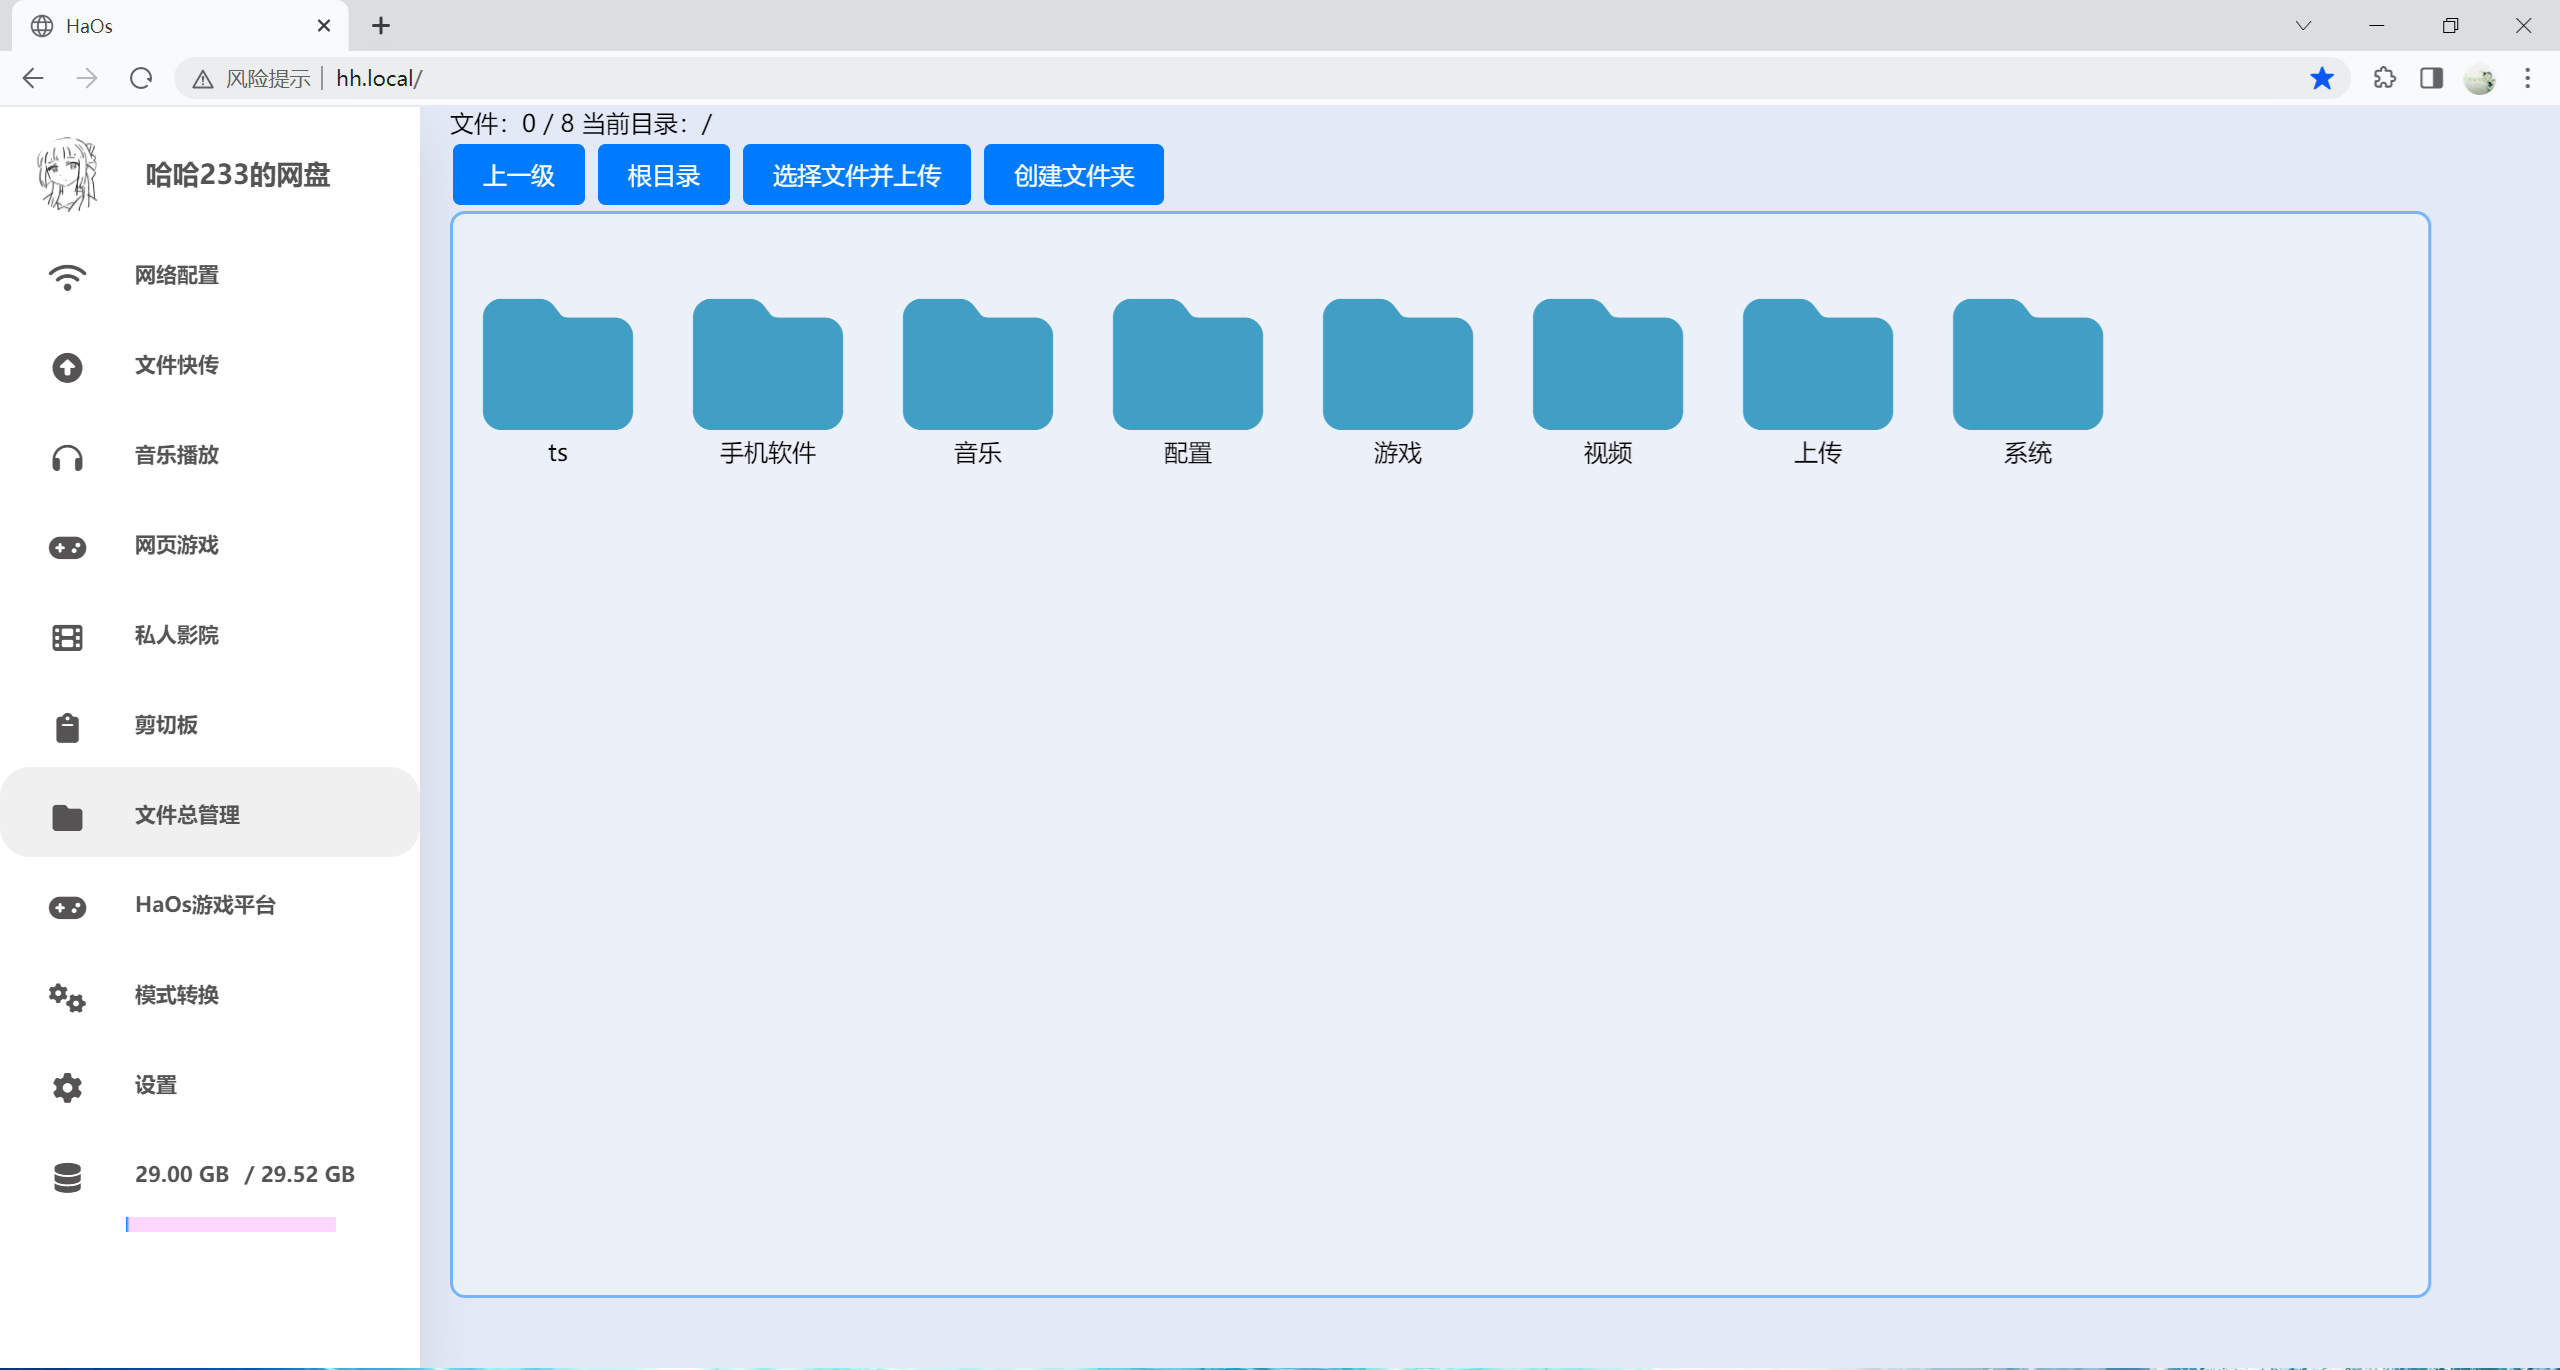 HaOs
风险提示 hh.local/
哈哈233的网盘
网络配置
文件快传
音乐播放
网页游戏
私人影院
剪切板
文件总管理
HaOs游戏平台
模式转换
设置
29.00 GB / 29.52 GB
文件：0 / 8 当前目录：/
上一级 根目录 选择文件并上传 创建文件夹
ts 手机软件 音乐 配置 游戏 视频 上传 系统